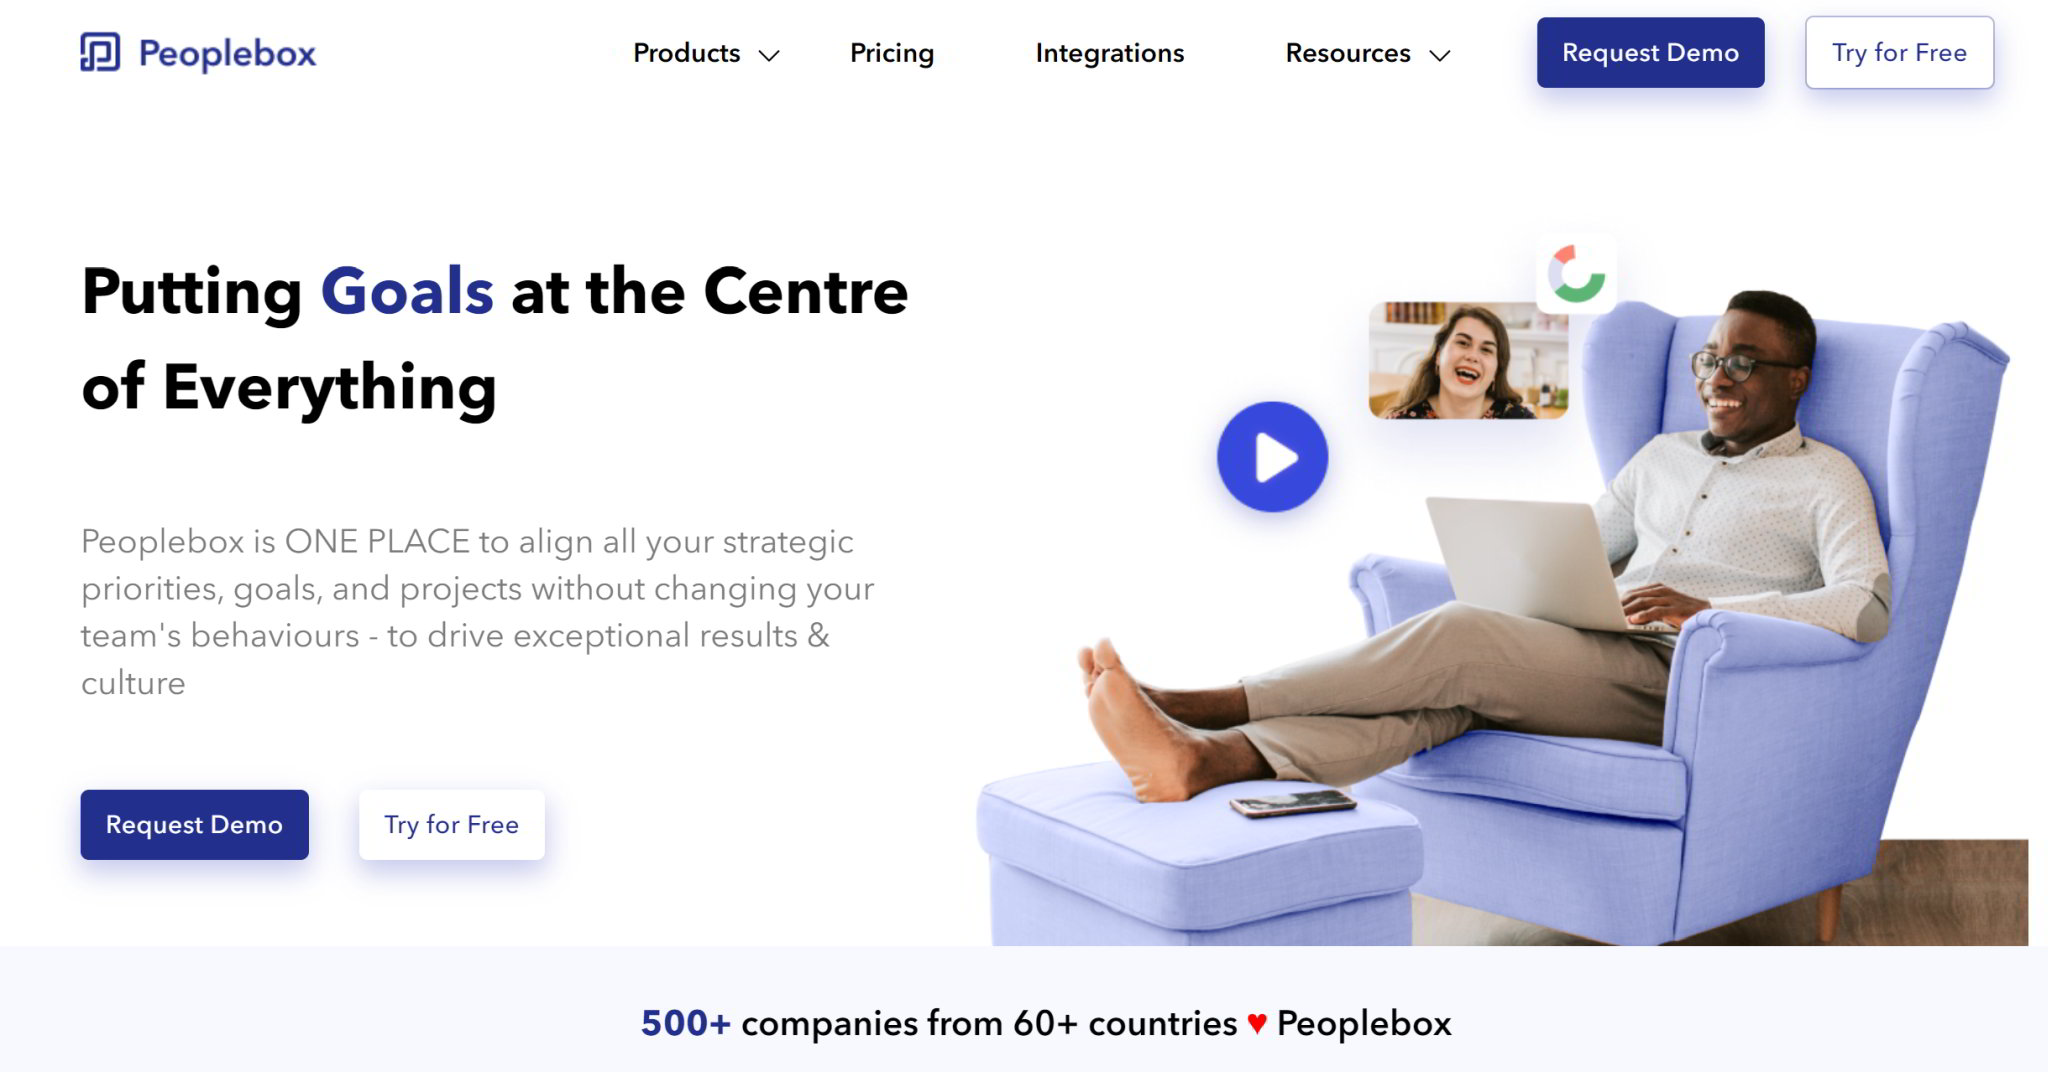 Peoplebox
Products
Pricing
Integrations
Resources
Request Demo
Try for Free
Putting Goals at the Centre
of Everything
Peoplebox is ONE PLACE to align all your strategic
priorities, goals, and projects without changing your
team's behaviours - to drive exceptional results &
culture
Request Demo
Try for Free
500+ companies from 60+ countries ♥ Peoplebox